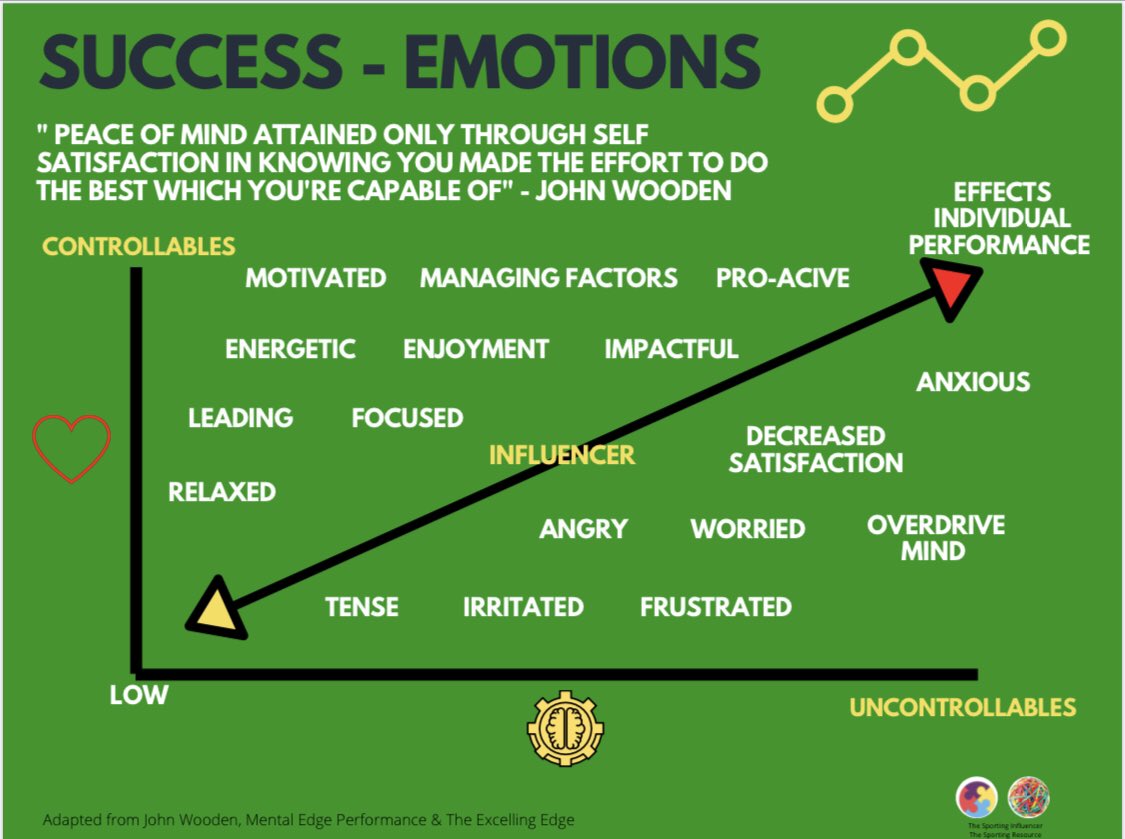 SUCCESS - EMOTIONS
" PEACE OF MIND ATTAINED ONLY THROUGH SELF
SATISFACTION IN KNOWING YOU MADE THE EFFORT TO DO
THE BEST WHICH YOU'RE CAPABLE OF" - JOHN WOODEN
EFFECTS
INDIVIDUAL
PERFORMANCE
CONTROLLABLES
MOTIVATED MANAGING FACTORS PRO-ACIVE
ENERGETIC ENJOYMENT IMPACTFUL
ANXIOUS
LEADING FOCUSED
DECREASED
SATISFACTION
INFLUENCER
RELAXED
ANGRY WORRIED
OVERDRIVE
MIND
TENSE IRRITATED FRUSTRATED
LOW
UNCONTROLLABLES
Adapted from John Wooden, Mental Edge Performance & The Excelling Edge
The Sporting Influencer
The Sporting Resource